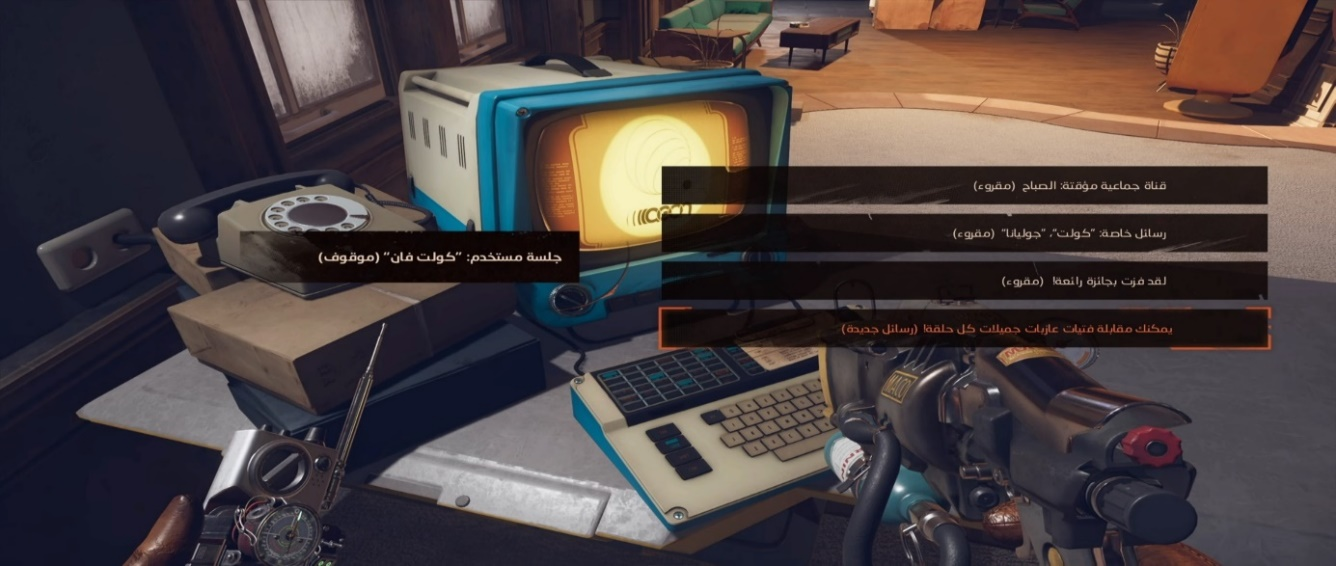 جلسة مستخدم: "كولت فان" (موقوف)
قناة جماعية مؤقتة: الصباح (مقروء)
رسائل خاصة: "كولت"، "جوليانا" (مقروء)
لقد فزت بجائزة رائعة! (مقروء)
يمكنك مقابلة فتيات عازبات جميلات كل حلقة! (رسائل جديدة)